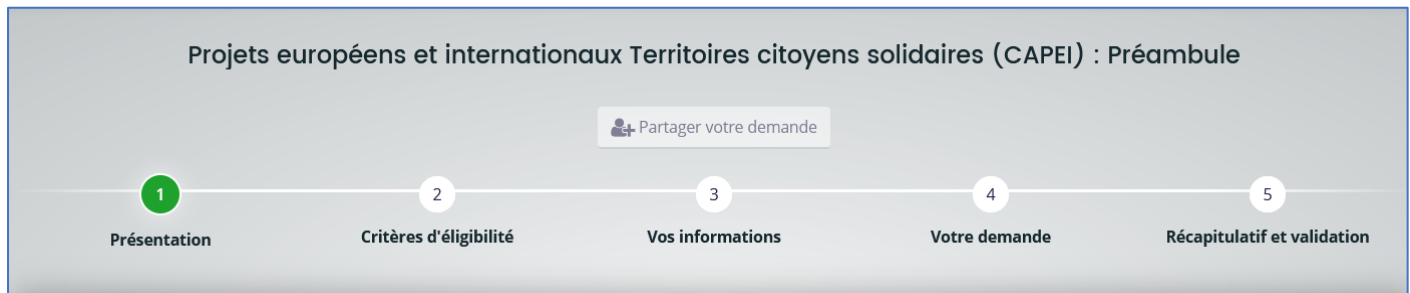 Projets européens et internationaux Territoires citoyens solidaires (CAPEI) : Préambule
Partager votre demande
1
2
3
4
5
Présentation
Critères d'éligibilité
Vos informations
Votre demande
Récapitulatif et validation